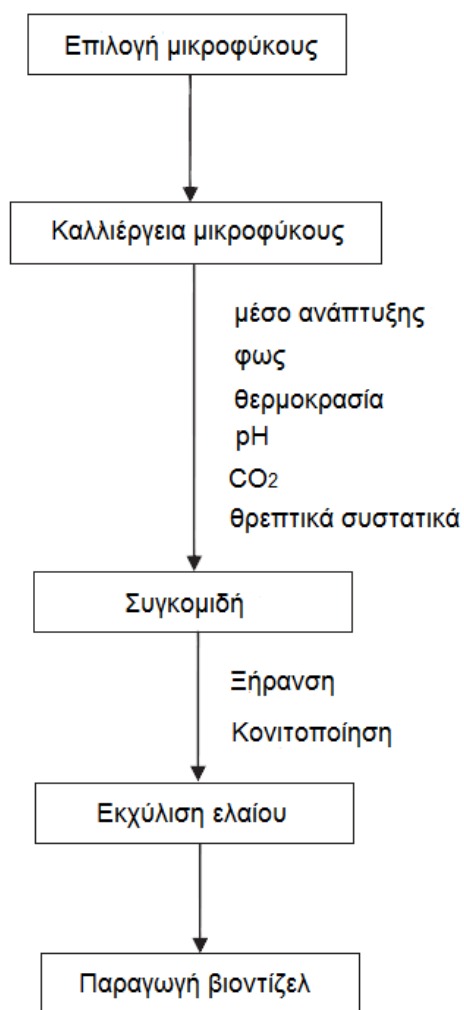 Επιλογή μικροφύκους
Καλλιέργεια μικροφύκους
μέσο ανάπτυξης
φως
θερμοκρασία
pH
CO2
θρεπτικά συστατικά
Συγκομιδή
Ξήρανση
Κονιτοποίηση
Εκχύλιση ελαίου
Παραγωγή βιοντίζελ